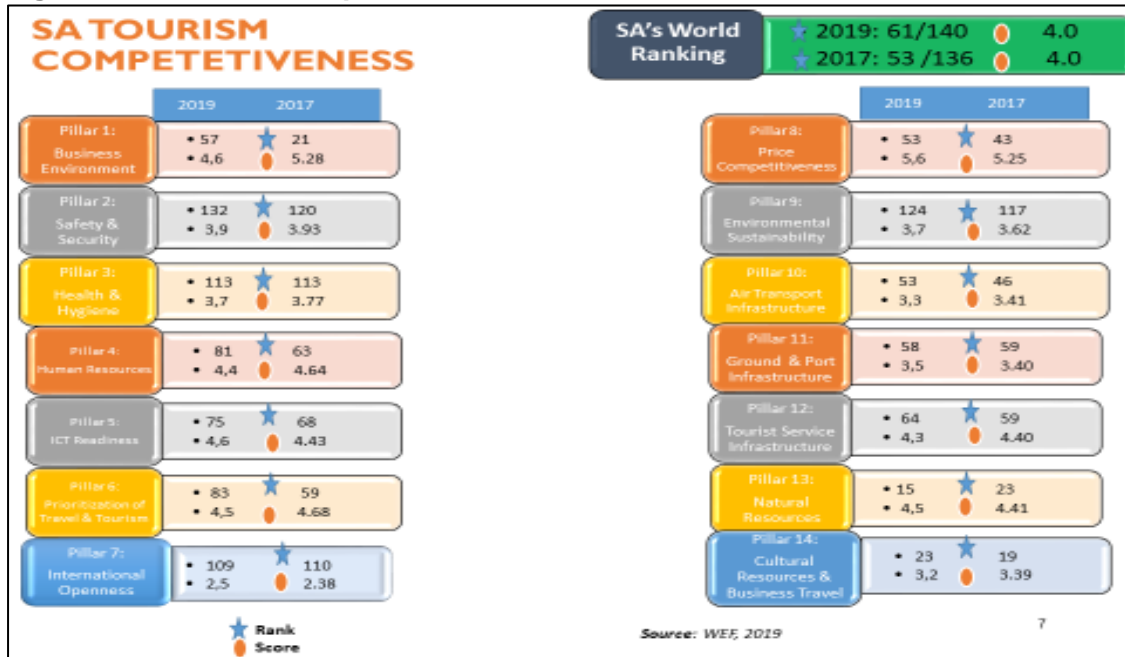 SA TOURISM
COMPETETIVENESS
SA's World
Ranking
2019: 61/140 4.0
2017: 53 /136 4.0
2019 2017
Pillar 1:
Business
Environment
• 57 21
• 4,6 5.28
Pillar 2:
Safety &
Security
• 132 120
• 3,9 3.93
Pillar 3:
Health &
Hygiene
• 113 113
• 3,7 3.77
Pillar 4:
Human Resources
• 81 63
• 4,4 4.64
Pillar 5:
ICT Readiness
• 75 68
• 4,6 4.43
Pillar 6:
Prioritization of
Travel & Tourism
• 83 59
• 4,5 4.68
Pillar 7:
International
Openness
• 109 110
• 2,5 2.38
Rank
Score
2019 2017
Pillar 8:
Price
Competitiveness
• 53 43
• 5,6 5.25
Pillar 9:
Environmental
Sustainability
• 124 117
• 3,7 3.62
Pillar 10:
Air Transport
Infrastructure
• 53 46
• 3,3 3.41
Pillar 11:
Ground & Port
Infrastructure
• 58 59
• 3,5 3.40
Pillar 12:
Tourist Service
Infrastructure
• 64 59
• 4,3 4.40
Pillar 13:
Natural
Resources
• 15 23
• 4,5 4.41
Pillar 14:
Cultural
Resources &
Business Travel
• 23 19
• 3,2 3.39
Source: WEF, 2019
7